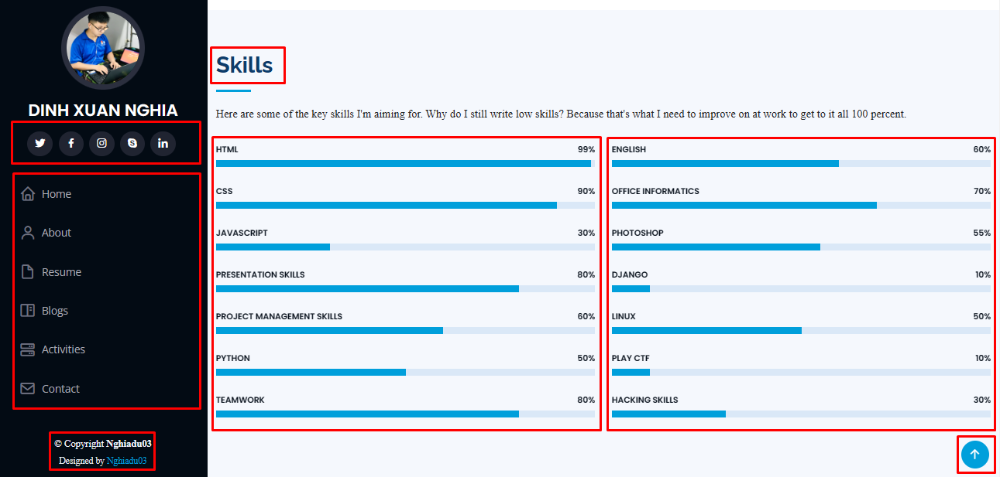 DINH XUAN NGHIA
Home
About
Resume
Blogs
Activities
Contact
© Copyright Nghiadu03
Designed by Nghiadu03
Skills
Here are some of the key skills I'm aiming for. Why do I still write low skills? Because that's what I need to improve on at work to get to it all 100 percent.
HTML 99%
CSS 90%
JAVASCRIPT 30%
PRESENTATION SKILLS 80%
PROJECT MANAGEMENT SKILLS 60%
PYTHON 50%
TEAMWORK 80%
ENGLISH 60%
OFFICE INFORMATICS 70%
PHOTOSHOP 55%
DJANGO 10%
LINUX 50%
PLAY CTF 10%
HACKING SKILLS 30%